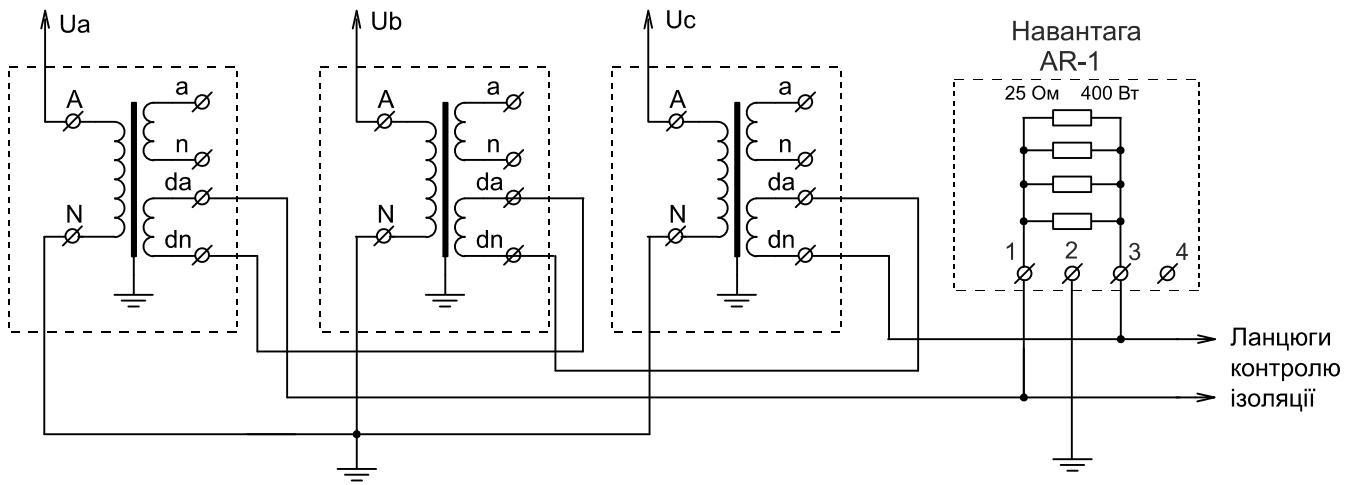 Ua
Ub
Uc
Навантага
AR-1
25 Ом 400 Вт
A
a
n
da
N
dn
A
a
n
da
N
dn
A
a
n
da
N
dn
1
2
3
4
Ланцюги
контролю
ізоляції